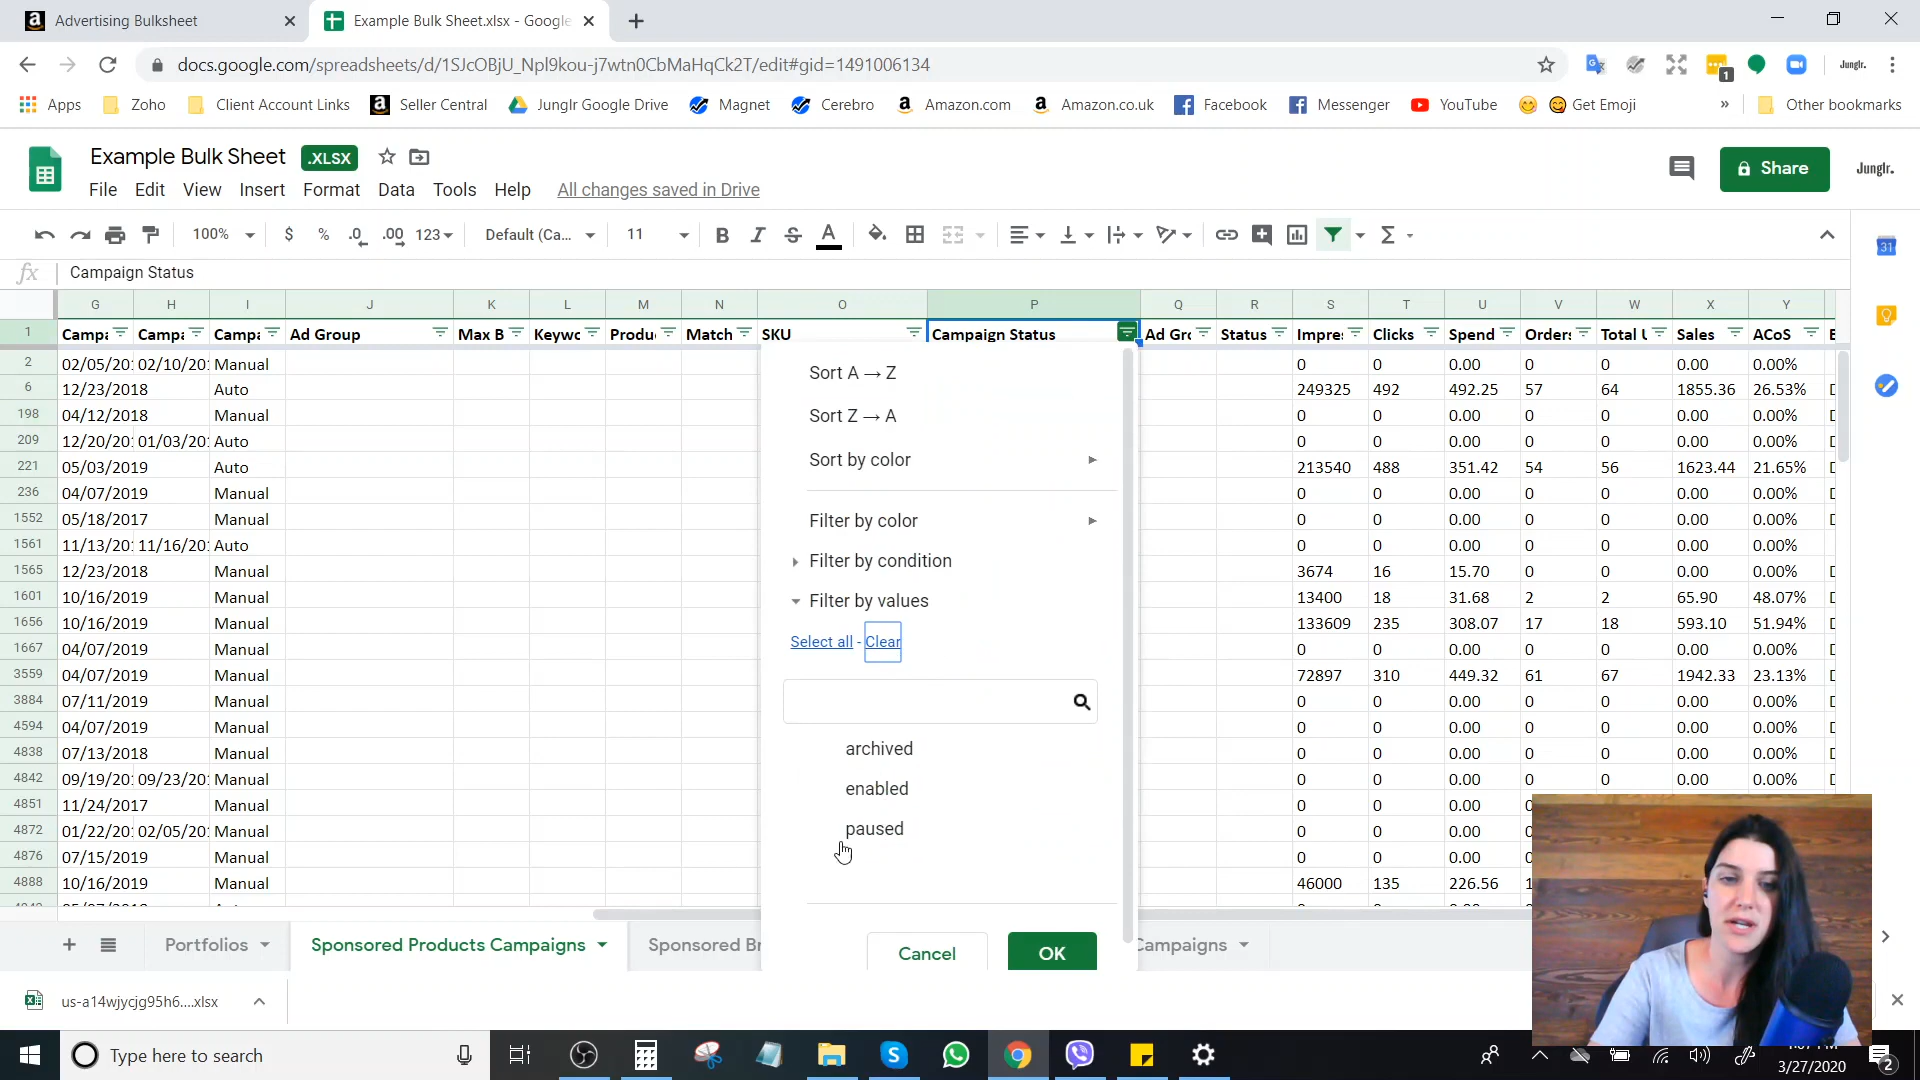 Advertising Bulksheet
Example Bulk Sheet.xlsx - Google
docs.google.com/spreadsheets/d/1SJcOBjU_Npl9kou-j7wtn0CbMaHqCk2T/edit#gid=1491006134
1
Junglr.
Apps Zoho Client Account Links Seller Central Junglr Google Drive Magnet Cerebro Amazon.com Amazon.co.uk Facebook Messenger YouTube Get Emoji » Other bookmarks
Example Bulk Sheet .XLSX
Share
Junglr.
File Edit View Insert Format Data Tools Help All changes saved in Drive
100% $ % .0 .00 123 Default (Ca... 11 B I S A Σ
31
fx Campaign Status
G H I J K L M N O P Q R S T U V W X Y
1 Campa Campa Campa Ad Group Max B Keywo Produ Match SKU Campaign Status Ad Gro Status Impre Clicks Spend Orders Total U Sales ACoS
2 02/05/20 02/10/20 Manual 0 0 0.00 0 0 0.00 0.00%
6 12/23/2018 Auto 249325 492 492.25 57 64 1855.36 26.53%
198 04/12/2018 Manual 0 0 0.00 0 0 0.00 0.00%
209 12/20/20 01/03/20 Auto 0 0 0.00 0 0 0.00 0.00%
221 05/03/2019 Auto 213540 488 351.42 54 56 1623.44 21.65%
236 04/07/2019 Manual 0 0 0.00 0 0 0.00 0.00%
1552 05/18/2017 Manual 0 0 0.00 0 0 0.00 0.00%
1561 11/13/20 11/16/20 Auto 0 0 0.00 0 0 0.00 0.00%
1565 12/23/2018 Manual 3674 16 15.70 0 0 0.00 0.00%
1601 10/16/2019 Manual 13400 18 31.68 2 2 65.90 48.07%
1656 10/16/2019 Manual 133609 235 308.07 17 18 593.10 51.94%
1667 04/07/2019 Manual 0 0 0.00 0 0 0.00 0.00%
3559 04/07/2019 Manual 72897 310 449.32 61 67 1942.33 23.13%
3884 07/11/2019 Manual 0 0 0.00 0 0 0.00 0.00%
4594 04/07/2019 Manual 0 0 0.00 0 0 0.00 0.00%
4838 07/13/2018 Manual 0 0 0.00 0 0 0.00 0.00%
4842 09/19/20 09/23/20 Manual 0 0 0.00 0 0 0.00 0.00%
4851 11/24/2017 Manual 0 0 0.00
4872 01/22/20 02/05/20 Manual 0 0 0.00
4876 07/15/2019 Manual 0 0 0.00
4888 10/16/2019 Manual 46000 135 226.56
Sort A → Z
Sort Z → A
Sort by color
Filter by color
Filter by condition
Filter by values
Select all - Clear
archived
enabled
paused
Cancel OK
Portfolios Sponsored Products Campaigns Sponsored Br Campaigns
us-a14wjycjg95h6....xlsx
Type here to search
3/27/2020
2